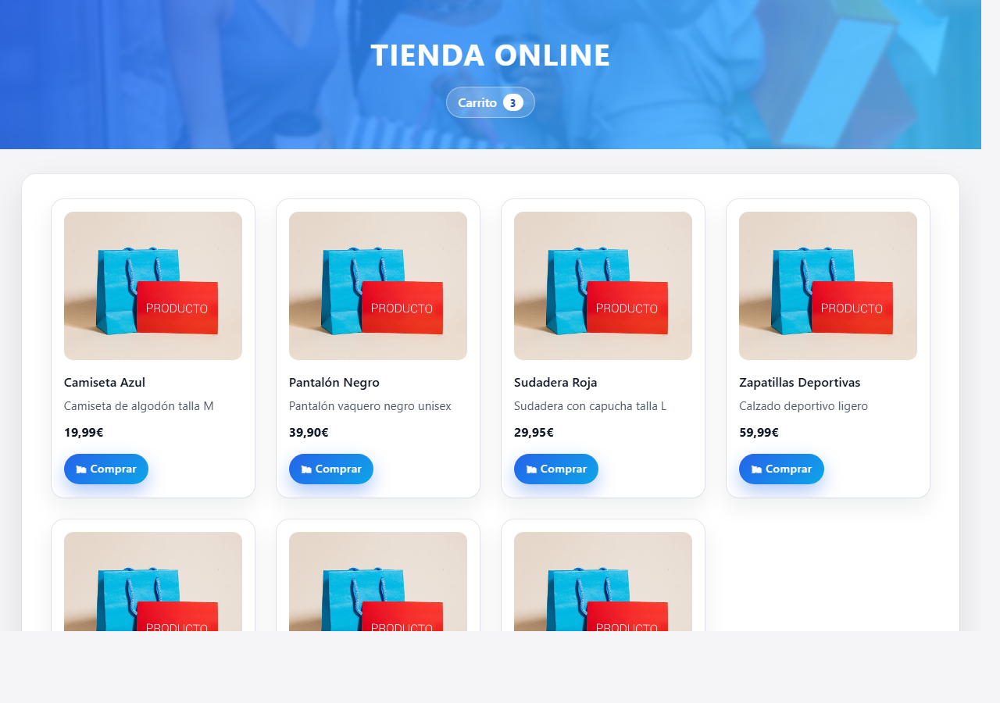 TIENDA ONLINE
Carrito 3
PRODUCTO
PRODUCTO
PRODUCTO
PRODUCTO
Camiseta Azul
Pantalón Negro
Sudadera Roja
Zapatillas Deportivas
Camiseta de algodón talla M
Pantalón vaquero negro unisex
Sudadera con capucha talla L
Calzado deportivo ligero
19,99€
39,90€
29,95€
59,99€
Comprar
Comprar
Comprar
Comprar
PRODUCTO
PRODUCTO
PRODUCTO